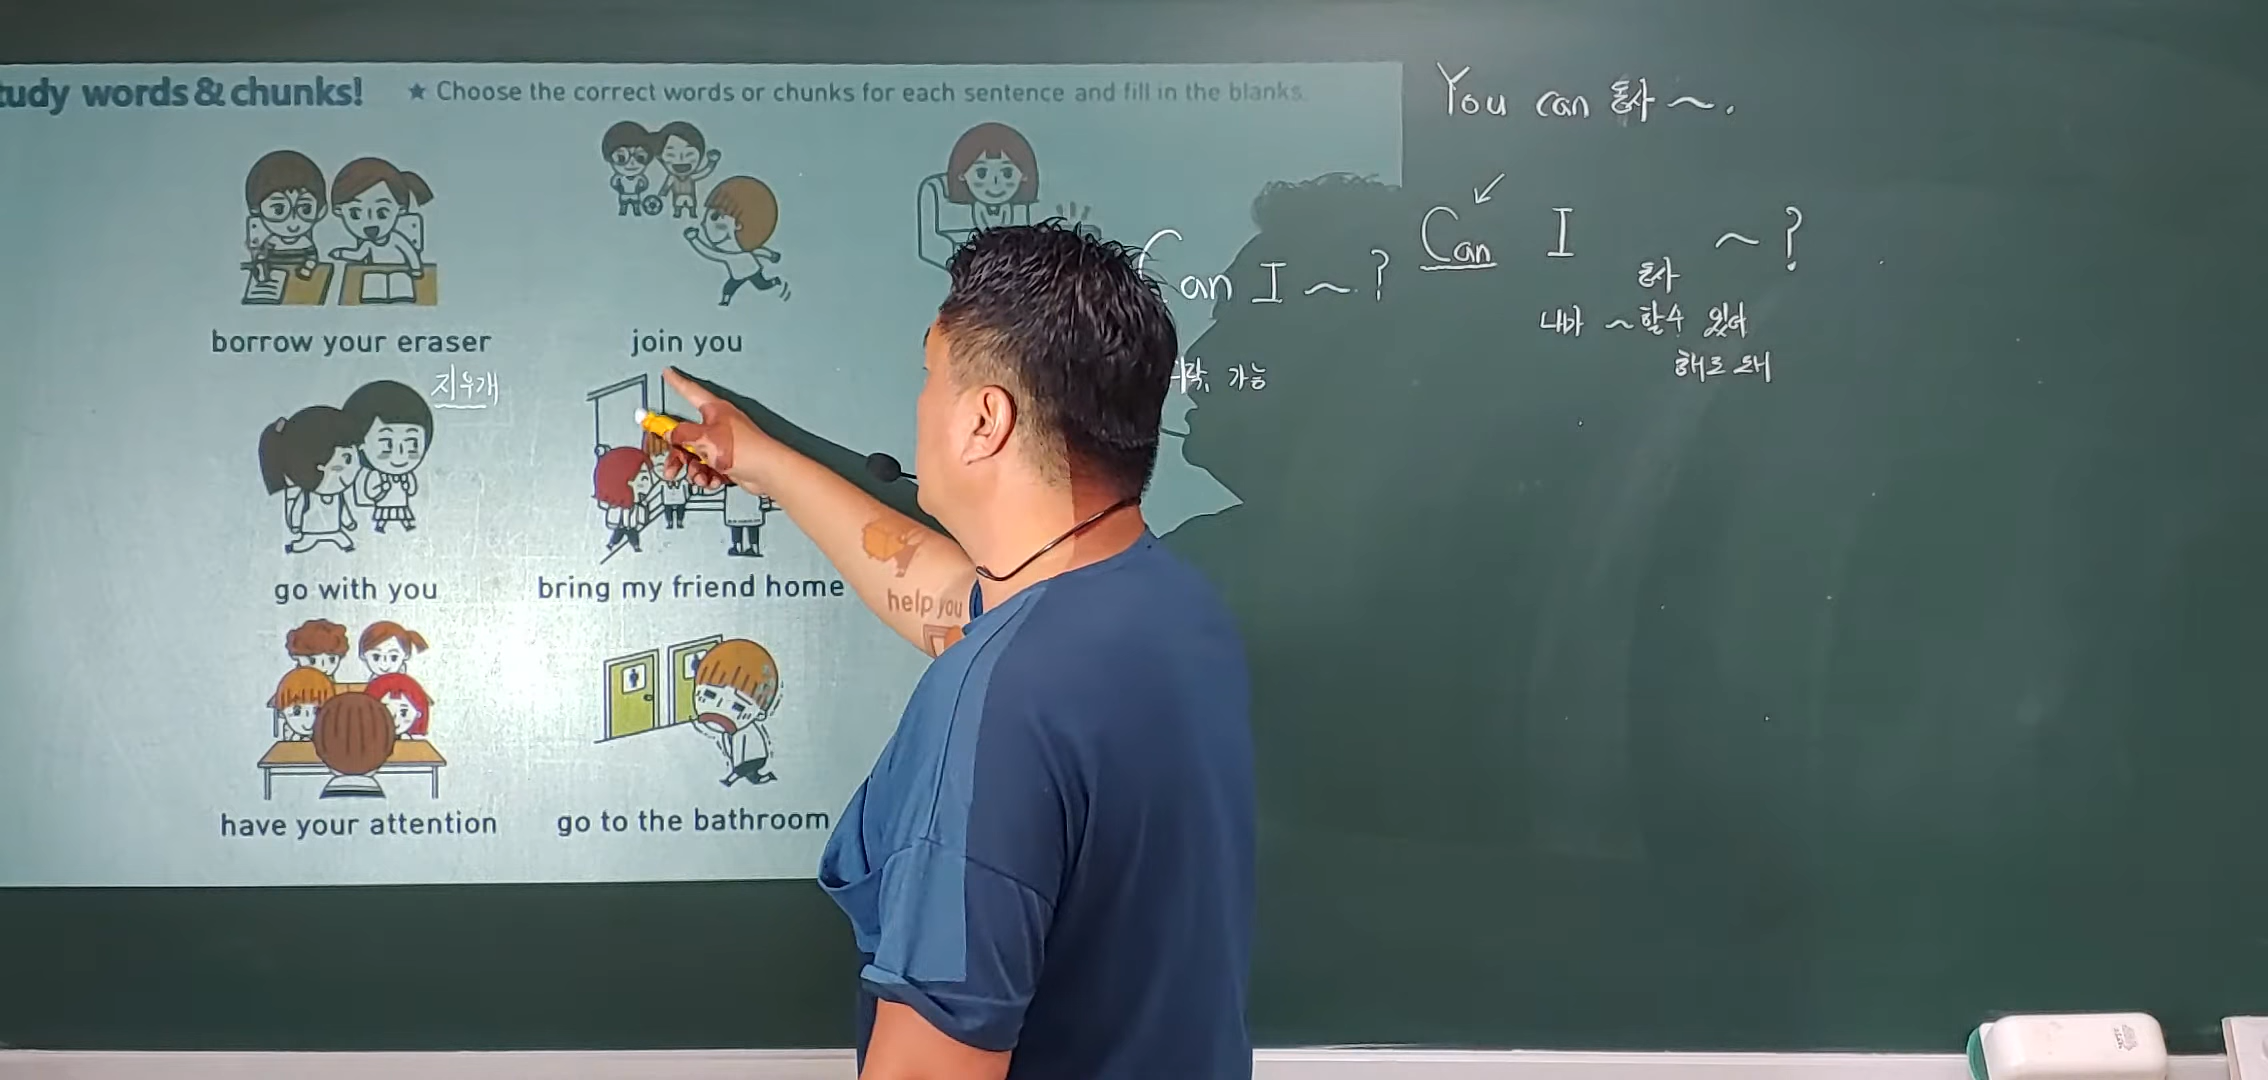 tudy words & chunks! ★ Choose the correct words or chunks for each sentence and fill in the blanks.
borrow your eraser
지우개
join you
go with you
bring my friend home
help you
have your attention
go to the bathroom
Can I ~ ?
락, 가능
You can 동사 ~.
Can I ~ ?
동사
내가 ~할수 있어
해도 돼